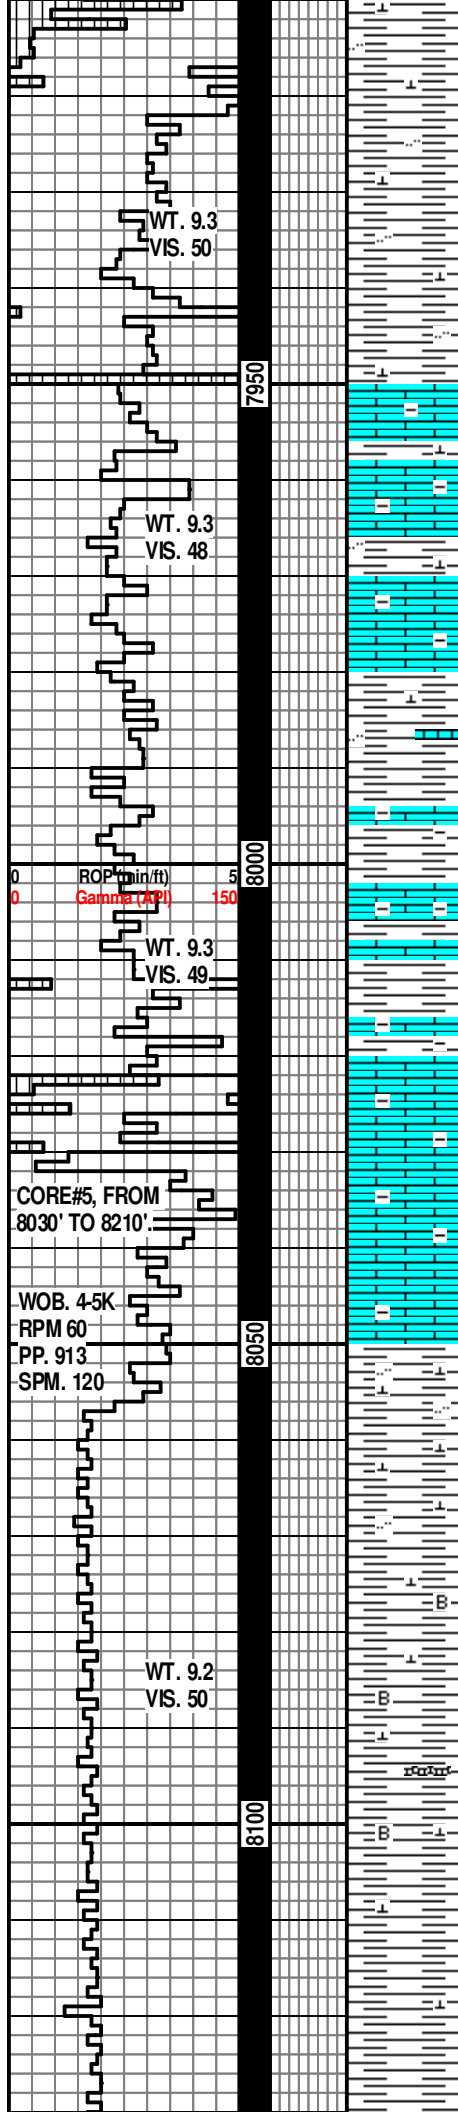 WT. 9.3
VIS. 50
7950
WT. 9.3
VIS. 48
8000
0 ROP (min/ft) 5
0 Gamma (API) 150
WT. 9.3
VIS. 49
CORE#5, FROM
8030' TO 8210'.
WOB. 4-5K
RPM 60
PP. 913
SPM. 120
8050
B
WT. 9.2
VIS. 50
B
8100
B